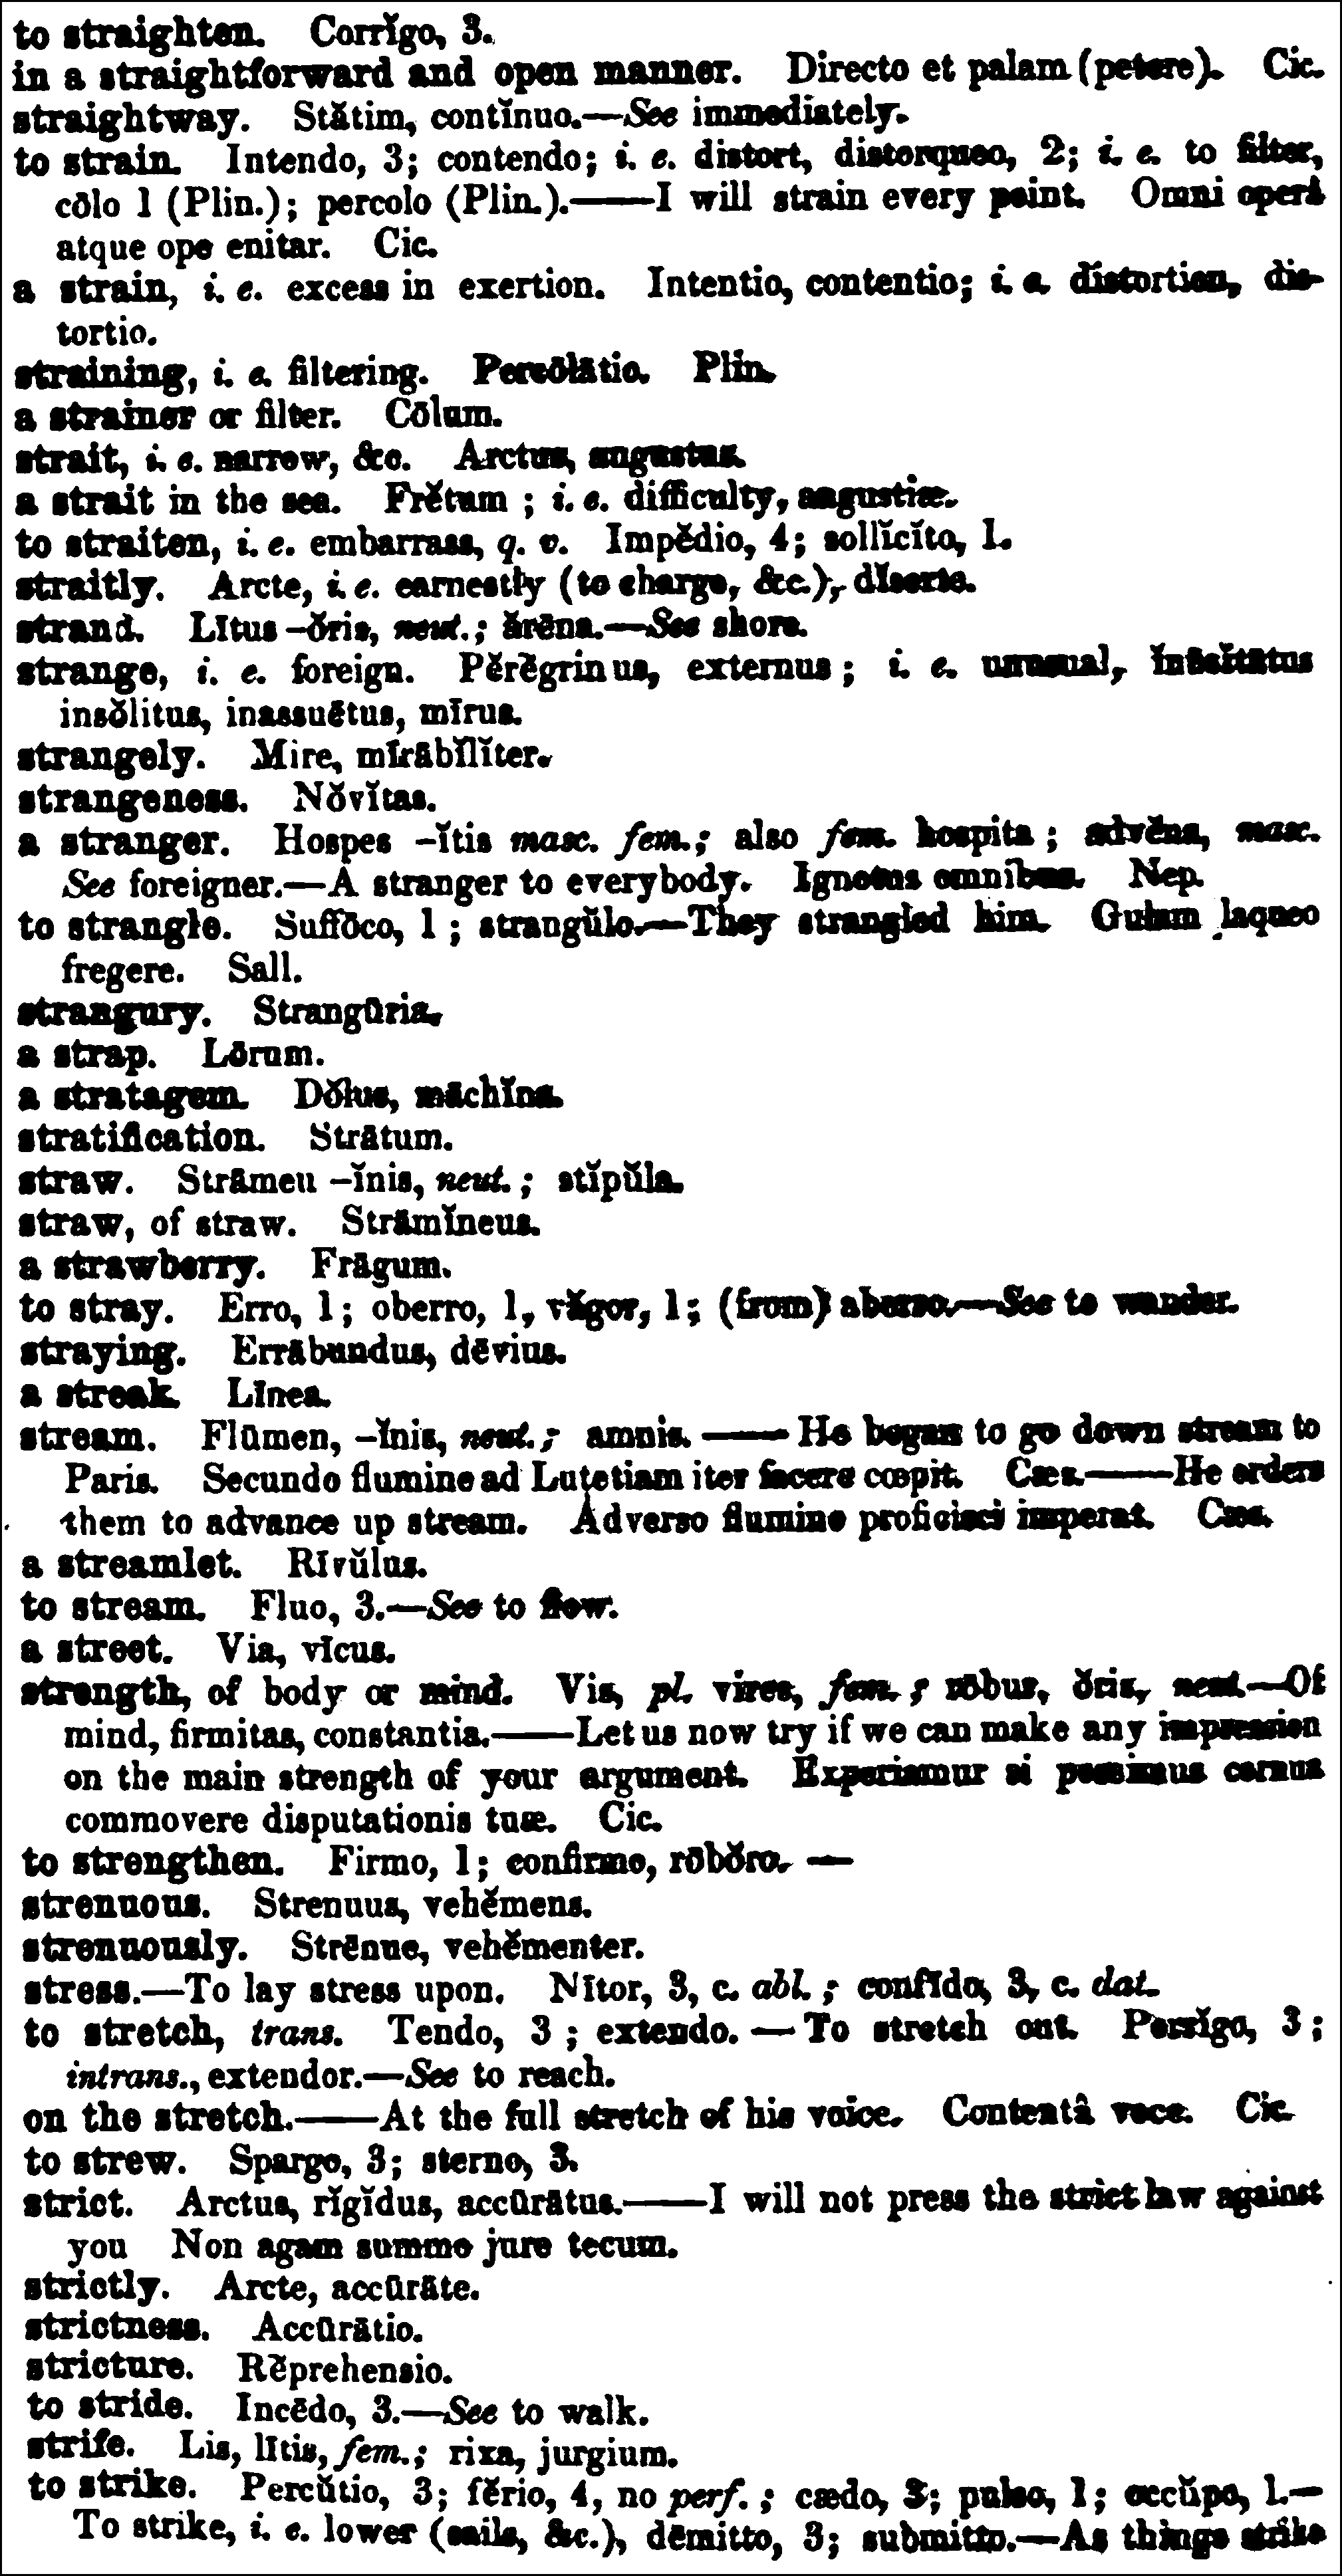 to straighten. Corrĭgo, 3.
in a straightforward and open manner. Directo et palam (petere). Cic.
straightway. Stătim, contĭnuo.—See immediately.
to strain. Intendo, 3; contendo; i. e. distort, distorqueo, 2; i. e. to filter,
cōlo 1 (Plin.); percolo (Plin.).——I will strain every point. Omni operâ
atque ope enitar. Cic.
a strain, i. e. excess in exertion. Intentio, contentio; i. e. distortion, dis-
tortio.
straining, i. e. filtering. Percōlātio. Plin.
a strainer or filter. Cōlum.
strait, i. e. narrow, &c. Arctus, angustus.
a strait in the sea. Frĕtum; i. e. difficulty, angustiæ.
to straiten, i. e. embarrass, q. v. Impĕdio, 4; sollĭcĭto, 1.
straitly. Arcte, i. e. earnestly (to charge, &c.), dĭserte.
strand. Lītus -ŏris, neut.; ărēna.—See shore.
strange, i. e. foreign. Pĕrĕgrinus, externus; i. e. unusual, ĭnūsĭtātus
insŏlitus, inassuētus, mīrus.
strangely. Mire, mīrābĭlĭter.
strangeness. Nŏvĭtas.
a stranger. Hospes -ĭtis masc. fem.; also fem. hospita; advĕna, masc.
See foreigner.—A stranger to everybody. Ignotus omnibus. Nep.
to strangle. Suffōco, 1; strangŭlo.—They strangled him. Gulam laqueo
fregere. Sall.
strangury. Strangūria.
a strap. Lōrum.
a stratagem. Dŏlus, māchĭna.
stratification. Strātum.
straw. Strāmeu -ĭnis, neut.; stĭpŭla.
straw, of straw. Strāmĭneus.
a strawberry. Frāgum.
to stray. Erro, 1; oberro, 1, văgor, 1; (from) aberro.—See to wander.
straying. Errābundus, dēvius.
a streak. Līnea.
stream. Flūmen, -ĭnis, neut.; amnis.——He began to go down stream to
Paris. Secundo flumine ad Lutetiam iter facere cœpit. Cæs.——He orders
them to advance up stream. Adverso flumine proficisci imperat. Cæs.
a streamlet. Rīvŭlus.
to stream. Fluo, 3.—See to flow.
a street. Via, vīcus.
strength, of body or mind. Vis, pl. vires, fem.; rōbur, ŏris, neut.—Of
mind, firmitas, constantia.——Let us now try if we can make any impression
on the main strength of your argument. Experiamur si possimus cornua
commovere disputationis tuæ. Cic.
to strengthen. Firmo, 1; confirmo, rōbŏro. —
strenuous. Strenuus, vehĕmens.
strenuously. Strēnue, vehĕmenter.
stress.—To lay stress upon. Nītor, 3, c. abl.; confīdo, 3, c. dat.
to stretch, trans. Tendo, 3; extendo. — To stretch out. Porrĭgo, 3;
intrans., extendor.—See to reach.
on the stretch.——At the full stretch of his voice. Contentâ voce. Cic.
to strew. Spargo, 3; sterno, 3.
strict. Arctus, rĭgĭdus, accūrātus.——I will not press the strict law against
you Non agam summo jure tecum.
strictly. Arcte, accūrāte.
strictness. Accūrātio.
stricture. Rĕprehensio.
to stride. Incēdo, 3.—See to walk.
strife. Lis, lītis, fem.; rixa, jurgium.
to strike. Percŭtio, 3; fĕrio, 4, no perf.; cædo, 3; pulso, 1; occŭpo, 1.—
To strike, i. e. lower (sails, &c.), dēmitto, 3; submitto.—As things strike